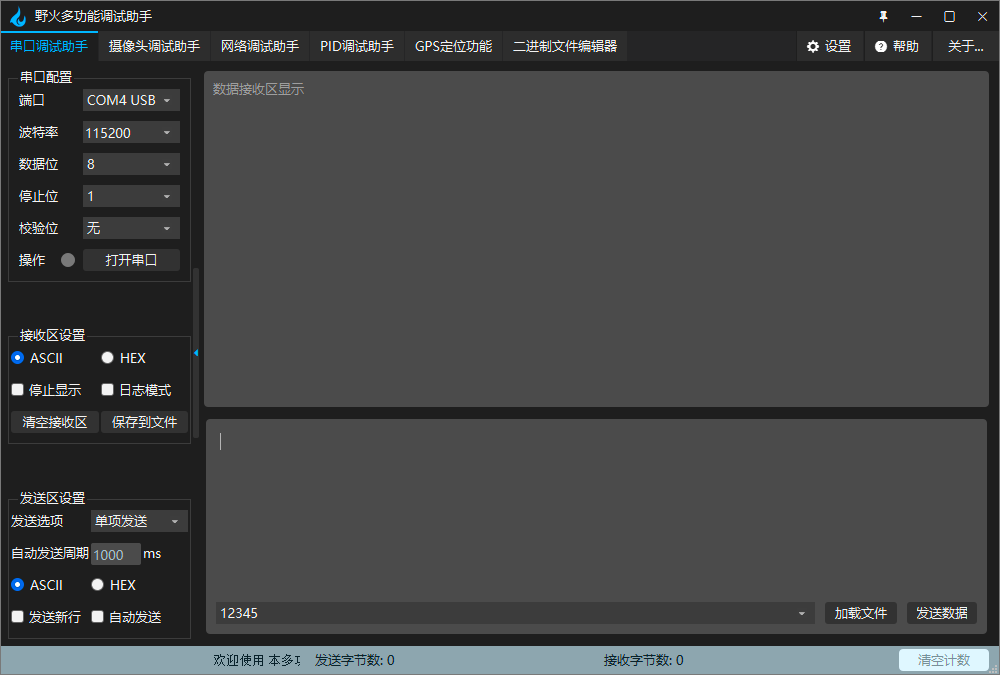 野火多功能调试助手
串口调试助手 摄像头调试助手 网络调试助手 PID调试助手 GPS定位功能 二进制文件编辑器 设置 帮助 关于...
串口配置
端口 COM4 USB
波特率 115200
数据位 8
停止位 1
校验位 无
操作 打开串口
接收区设置
ASCII HEX
停止显示 日志模式
清空接收区 保存到文件
发送区设置
发送选项 单项发送
自动发送周期 1000 ms
ASCII HEX
发送新行 自动发送
数据接收区显示
12345 加载文件 发送数据
欢迎使用 本多 发送字节数: 0 接收字节数: 0 清空计数